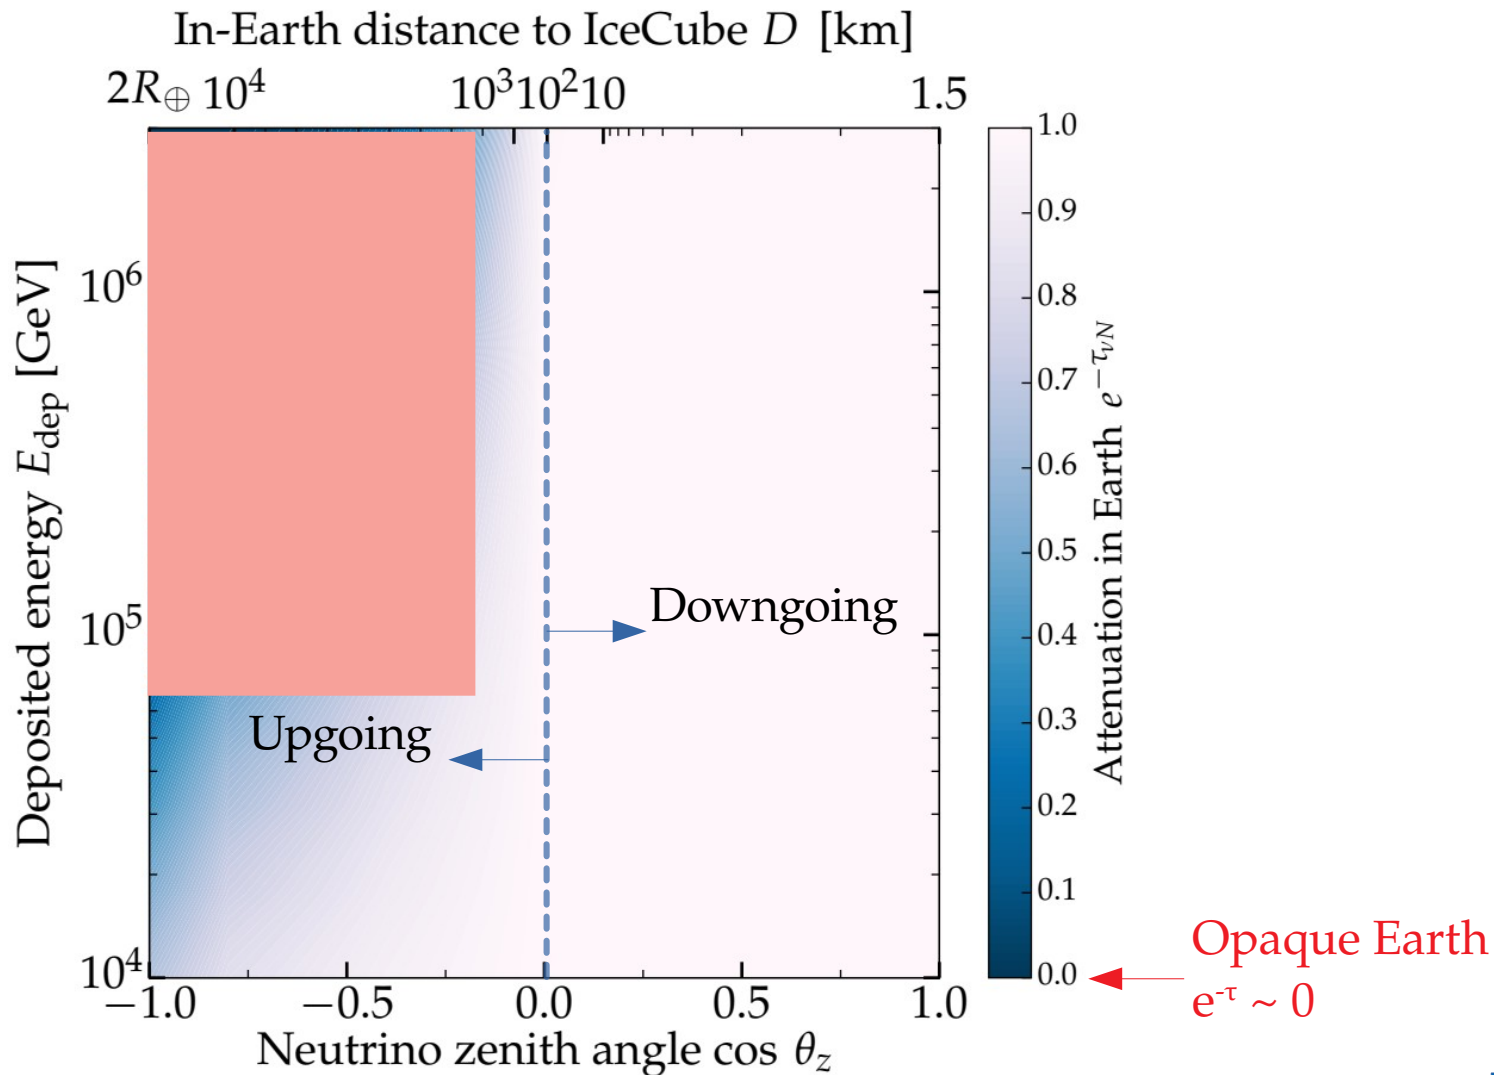 In-Earth distance to IceCube D [km]
2R⊕ 10⁴ 10³10²10 1.5
Deposited energy E_dep [GeV]
10⁶
10⁵
10⁴
Downgoing
Upgoing
−1.0 −0.5 0.0 0.5 1.0
Neutrino zenith angle cos θ_z
1.0
0.9
0.8
0.7
0.6
0.5
0.4
0.3
0.2
0.1
0.0
Attenuation in Earth e^{−τ_{νN}}
Opaque Earth
e^{-τ} ~ 0